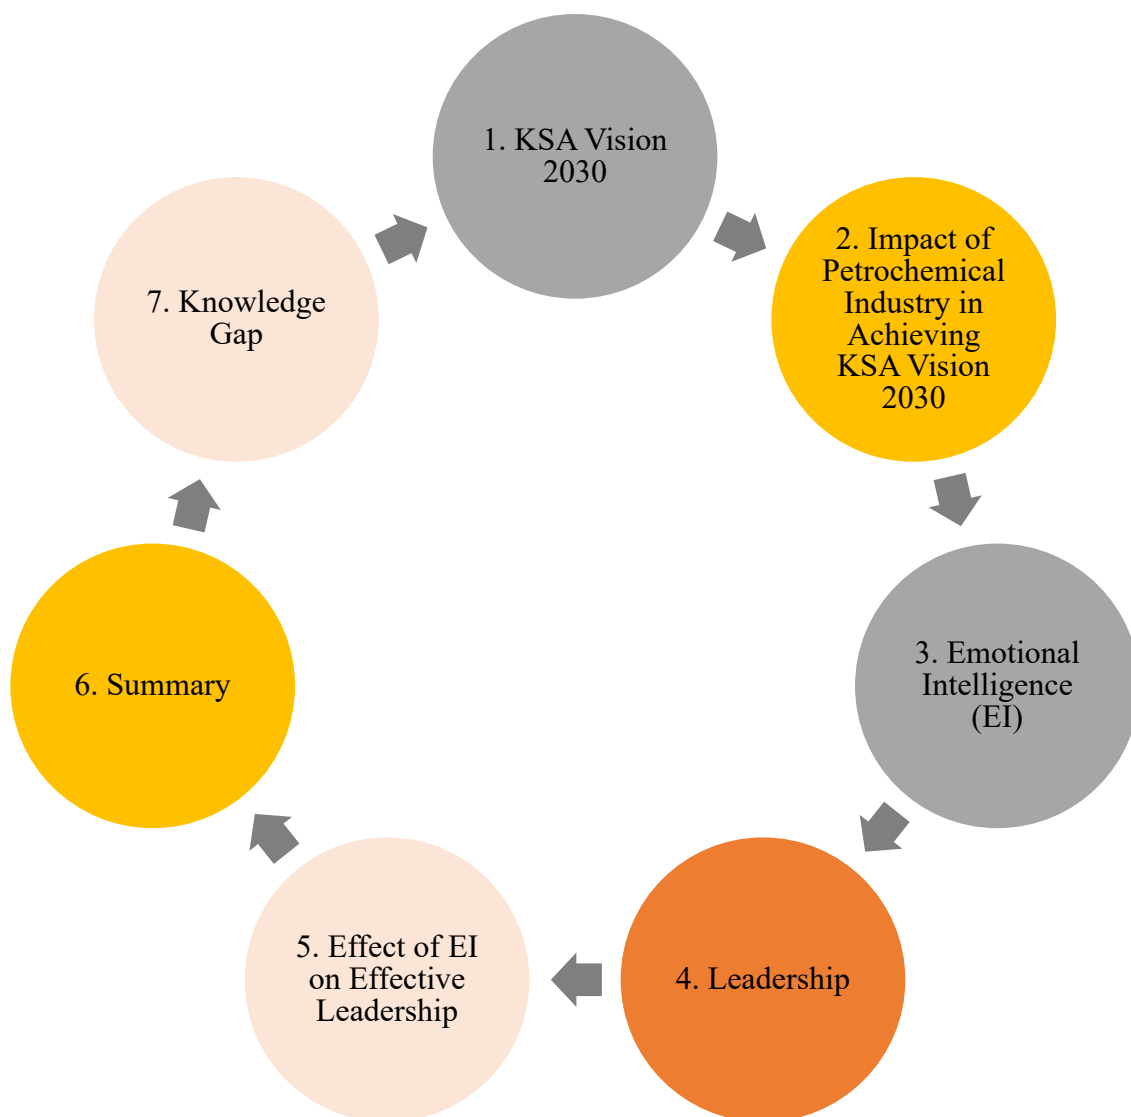 1. KSA Vision
2030
2. Impact of
Petrochemical
Industry in
Achieving
KSA Vision
2030
3. Emotional
Intelligence
(EI)
4. Leadership
5. Effect of EI
on Effective
Leadership
6. Summary
7. Knowledge
Gap